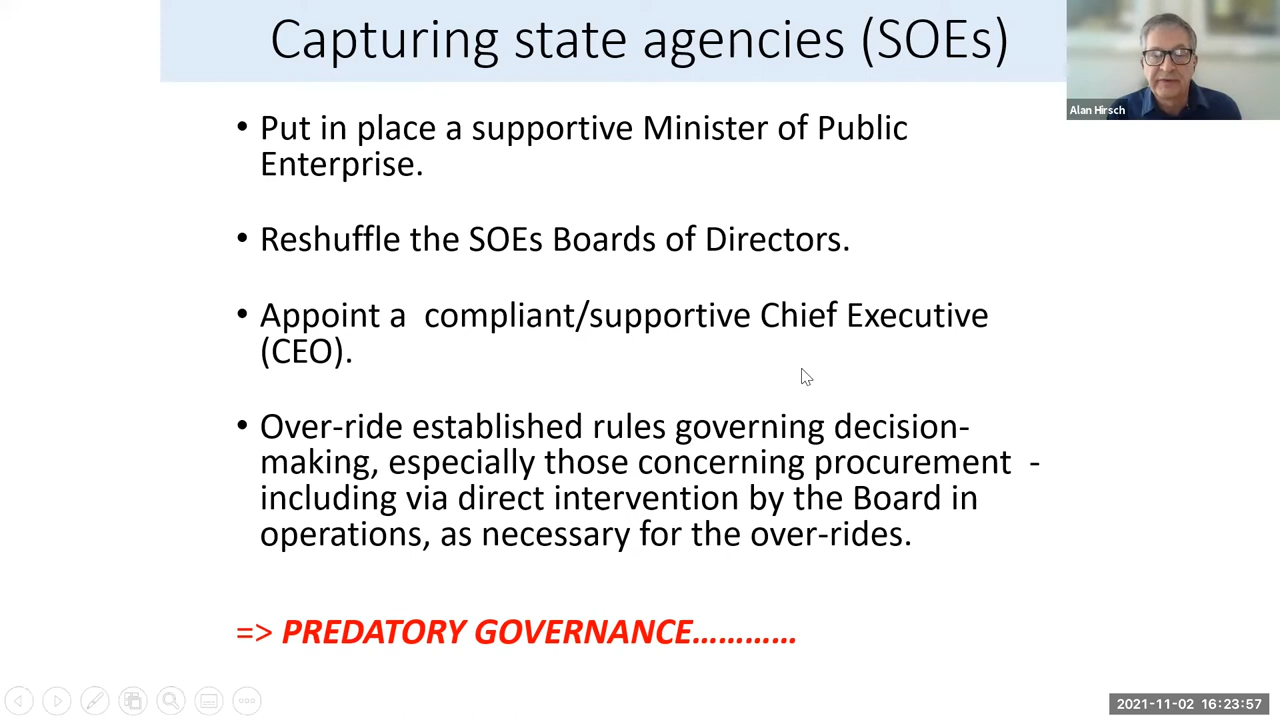 Capturing state agencies (SOEs)
Alan Hirsch
• Put in place a supportive Minister of Public
Enterprise.
• Reshuffle the SOEs Boards of Directors.
• Appoint a compliant/supportive Chief Executive
(CEO).
• Over-ride established rules governing decision-
making, especially those concerning procurement -
including via direct intervention by the Board in
operations, as necessary for the over-rides.
=> PREDATORY GOVERNANCE…………
2021-11-02 16:23:57